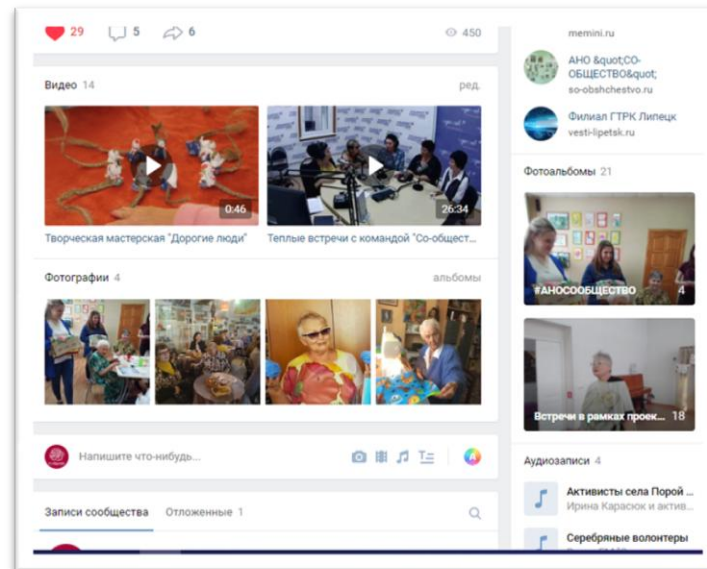 29 5 6 450
Видео 14 ред.
0:46
26:34
Творческая мастерская "Дорогие люди"
Теплые встречи с командой "Со-общест...
Фотографии 4 альбомы
Напишите что-нибудь...
Записи сообщества Отложенные 1
memini.ru
АНО &quot;СО-
ОБЩЕСТВО&quot;
so-obshchestvo.ru
Филиал ГТРК Липецк
vesti-lipetsk.ru
Фотоальбомы 21
#АНОСООБЩЕСТВО 4
Встречи в рамках проек... 18
Аудиозаписи 4
Активисты села Порой ...
Ирина Карасюк и актив...
Серебряные волонтеры